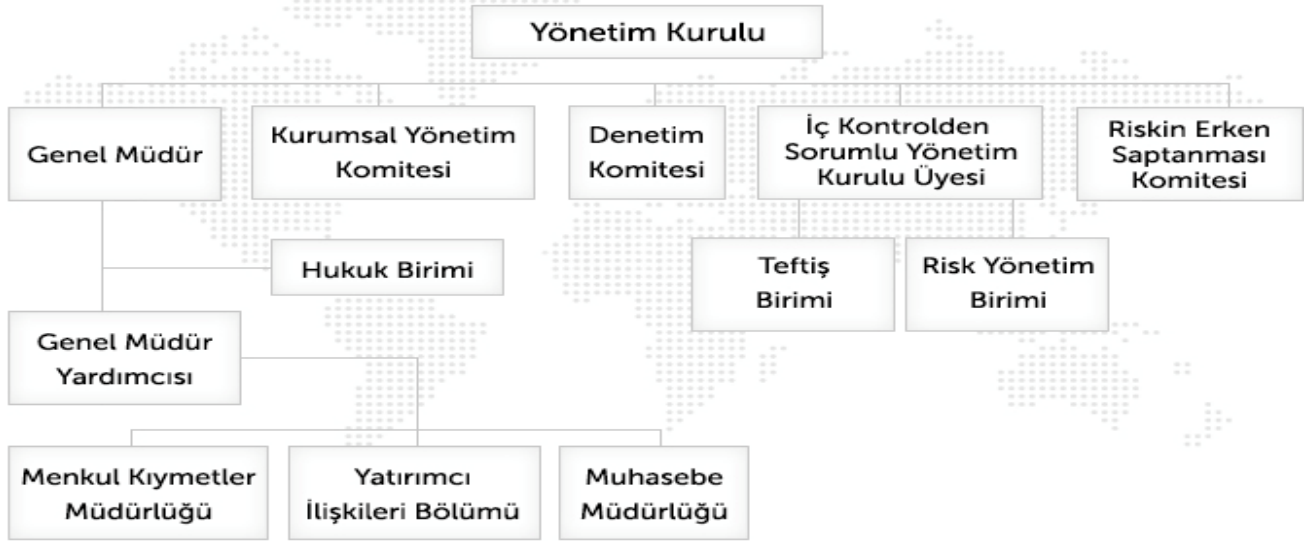 Yönetim Kurulu
Genel Müdür
Kurumsal Yönetim
Komitesi
Denetim
Komitesi
İç Kontrolden
Sorumlu Yönetim
Kurulu Üyesi
Riskin Erken
Saptanması
Komitesi
Hukuk Birimi
Teftiş
Birimi
Risk Yönetim
Birimi
Genel Müdür
Yardımcısı
Menkul Kıymetler
Müdürlüğü
Yatırımcı
İlişkileri Bölümü
Muhasebe
Müdürlüğü